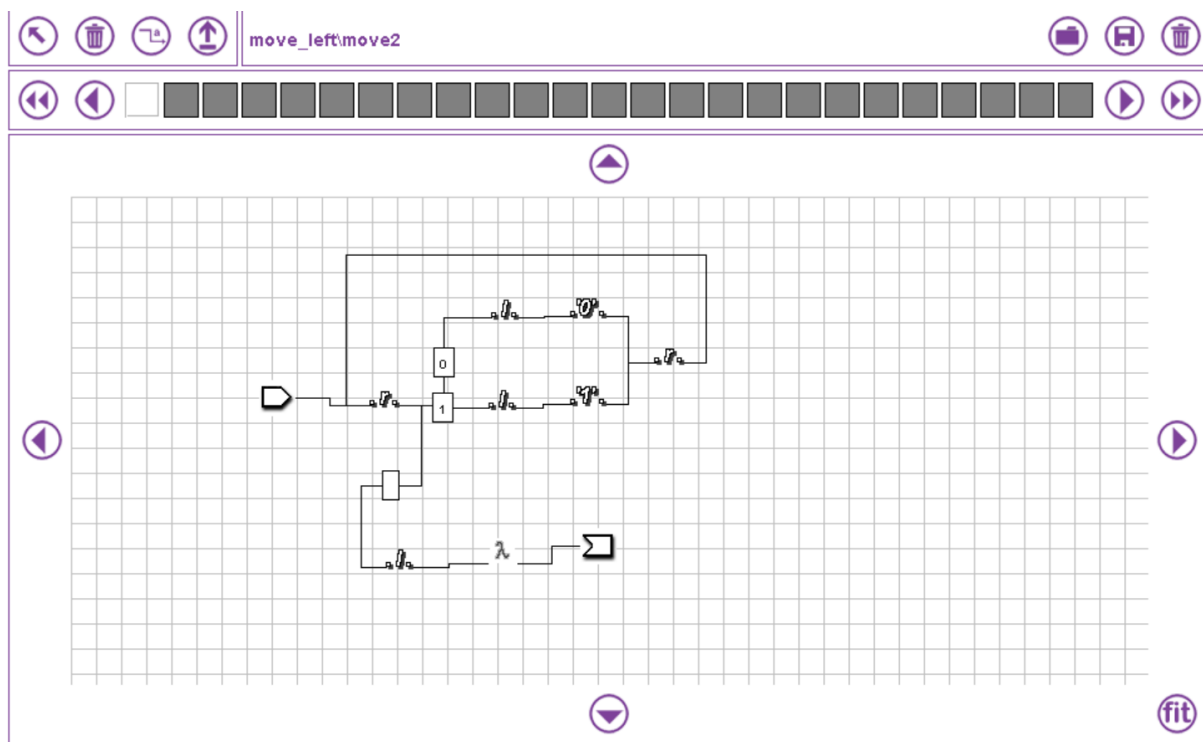 a
move_left\move2
.l. .'0'.
0
.r.
.r. 1 .l. .'1'.
.l. λ
fit